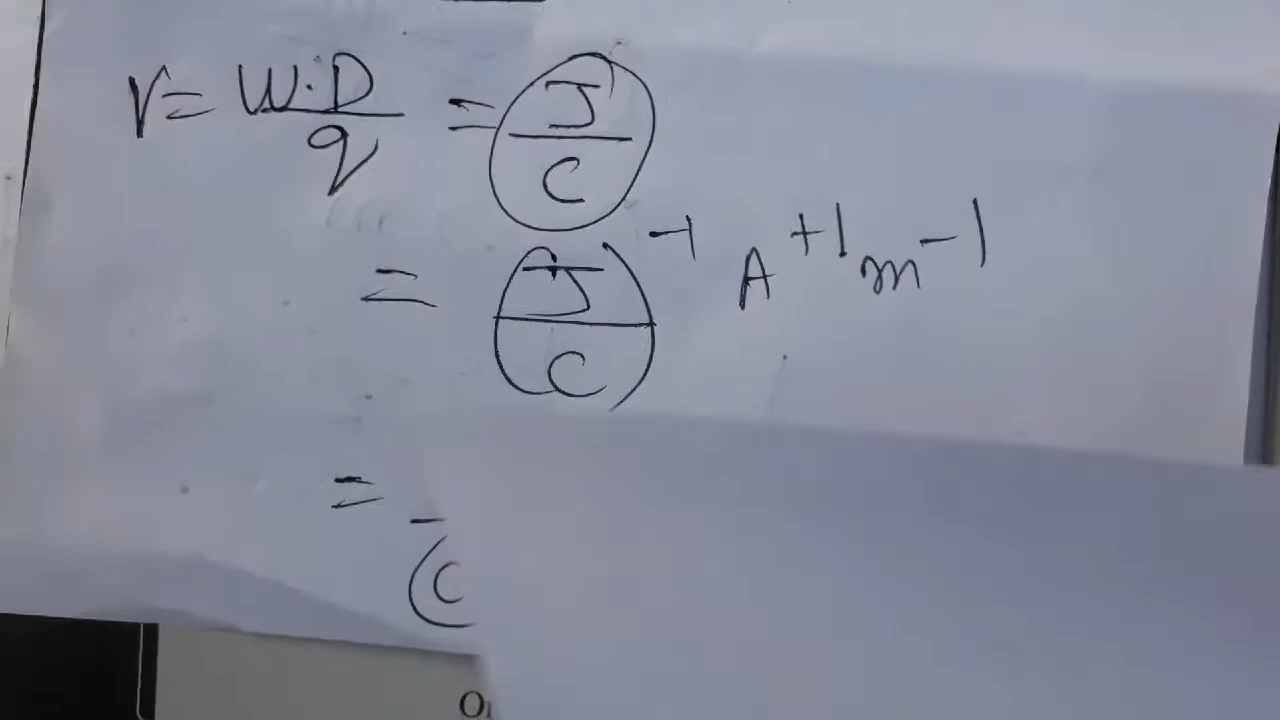 V = W.D / q = J / C
= (J / C)^-1 A^+1 m^-1
= - / (C